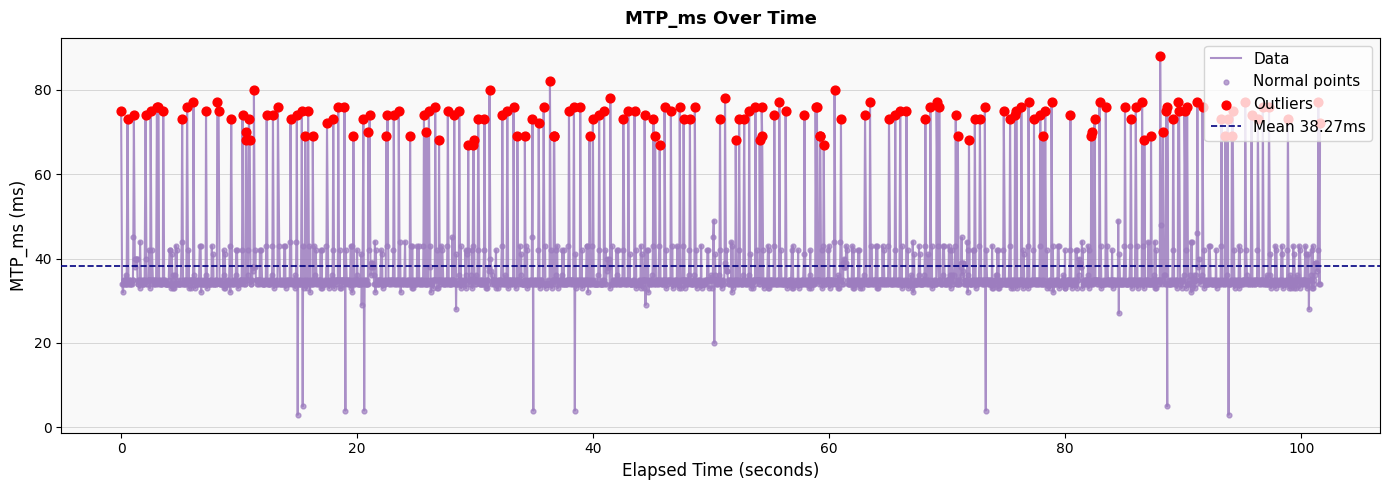 MTP_ms Over Time
MTP_ms (ms)
80
60
40
20
0
Data
Normal points
Outliers
Mean 38.27ms
0 20 40 60 80 100
Elapsed Time (seconds)